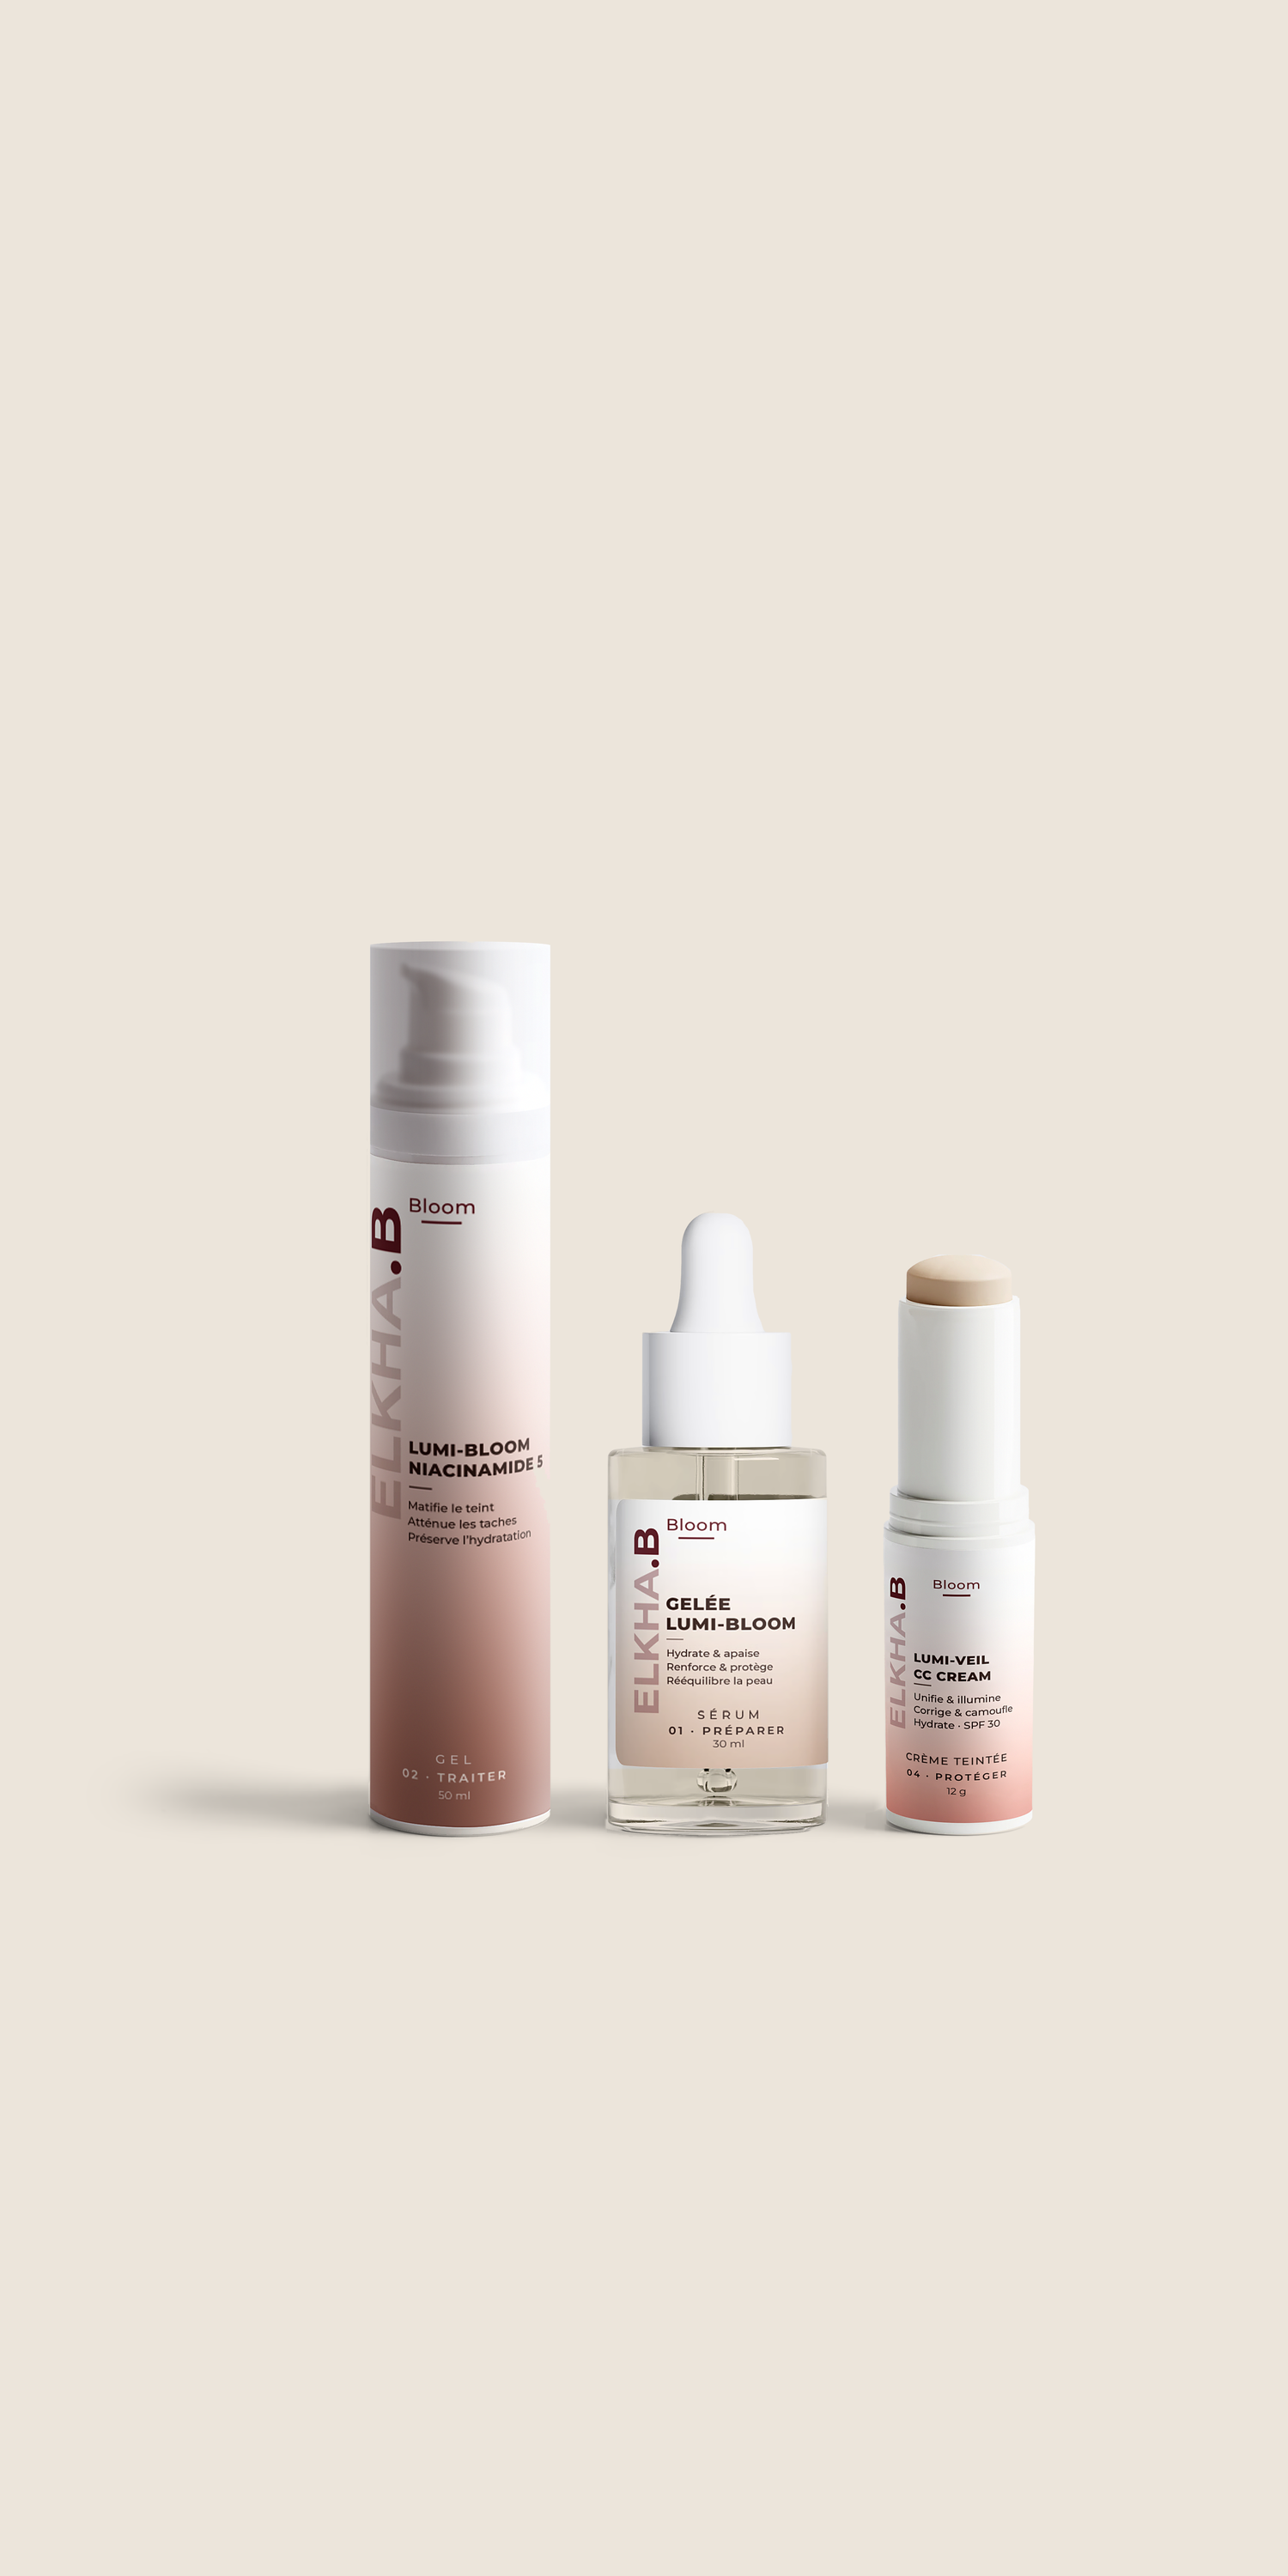 ELKHA.B
Bloom
LUMI-BLOOM
NIACINAMIDE 5
Matifie le teint
Atténue les taches
Préserve l'hydratation
GEL
02 · TRAITER
50 ml
ELKHA.B
Bloom
GELÉE
LUMI-BLOOM
Hydrate & apaise
Renforce & protège
Rééquilibre la peau
SÉRUM
01 · PRÉPARER
30 ml
ELKHA.B
Bloom
LUMI-VEIL
CC CREAM
Unifie & illumine
Corrige & camoufle
Hydrate · SPF 30
CRÈME TEINTÉE
04 · PROTÉGER
12 g